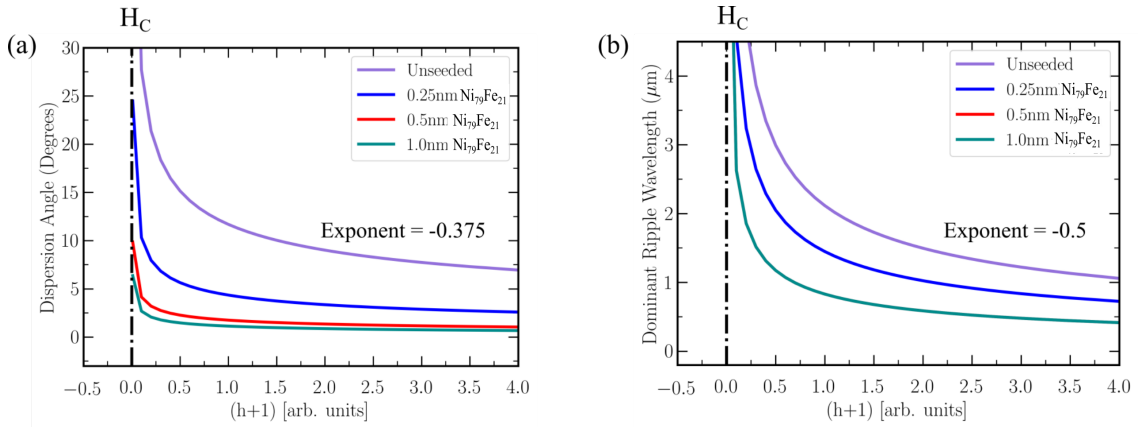 H_C
(a)
30
25
20
15
10
5
0
Dispersion Angle (Degrees)
Unseeded
0.25nm Ni₇₉Fe₂₁
0.5nm Ni₇₉Fe₂₁
1.0nm Ni₇₉Fe₂₁
Exponent = -0.375
−0.5 0.0 0.5 1.0 1.5 2.0 2.5 3.0 3.5 4.0
(h+1) [arb. units]
H_C
(b)
4
3
2
1
0
Dominant Ripple Wavelength (μm)
Unseeded
0.25nm Ni₇₉Fe₂₁
0.5nm Ni₇₉Fe₂₁
1.0nm Ni₇₉Fe₂₁
Exponent = -0.5
−0.5 0.0 0.5 1.0 1.5 2.0 2.5 3.0 3.5 4.0
(h+1) [arb. units]